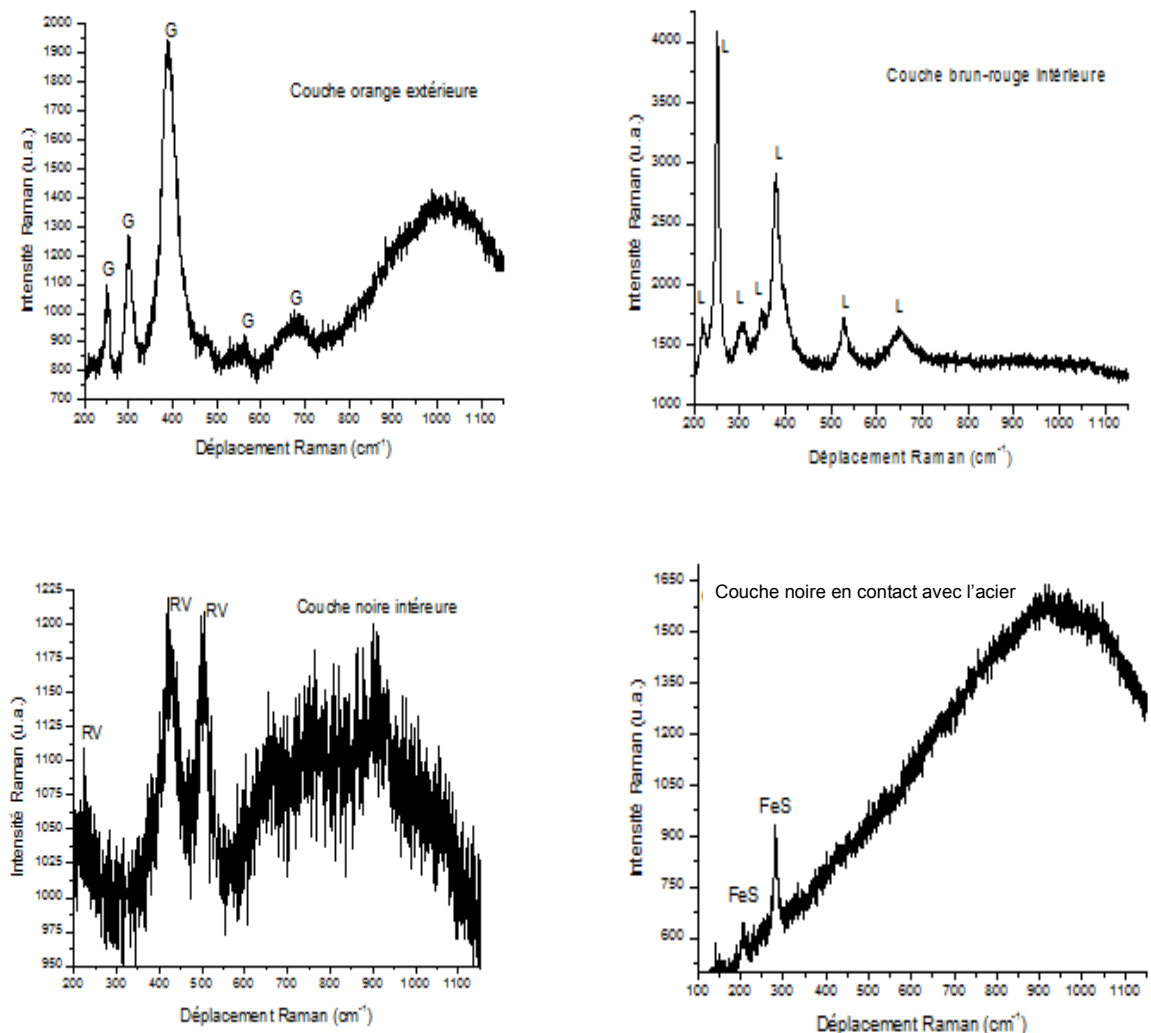 Intensité Raman (u.a.)
2000
1900
1800
1700
1600
1500
1400
1300
1200
1100
1000
900
800
700
G
G
G
G
G
Couche orange extérieure
200 300 400 500 600 700 800 900 1000 1100
Déplacement Raman (cm⁻¹)
Intensité Raman (u.a.)
4000
3500
3000
2500
2000
1500
1000
L
L
L
L
L
L
L
Couche brun-rouge intérieure
200 300 400 500 600 700 800 900 1000 1100
Déplacement Raman (cm⁻¹)
Intensité Raman (u.a.)
1225
1200
1175
1150
1125
1100
1075
1050
1025
1000
975
950
RV
RV
RV
Couche noire intéreure
200 300 400 500 600 700 800 900 1000 1100
Déplacement Raman (cm⁻¹)
Intensité Raman (u.a.)
1650
1500
1350
1200
1050
900
750
600
Couche noire en contact avec l'acier
FeS
FeS
100 200 300 400 500 600 700 800 900 1000 1100
Déplacement Raman (cm⁻¹)